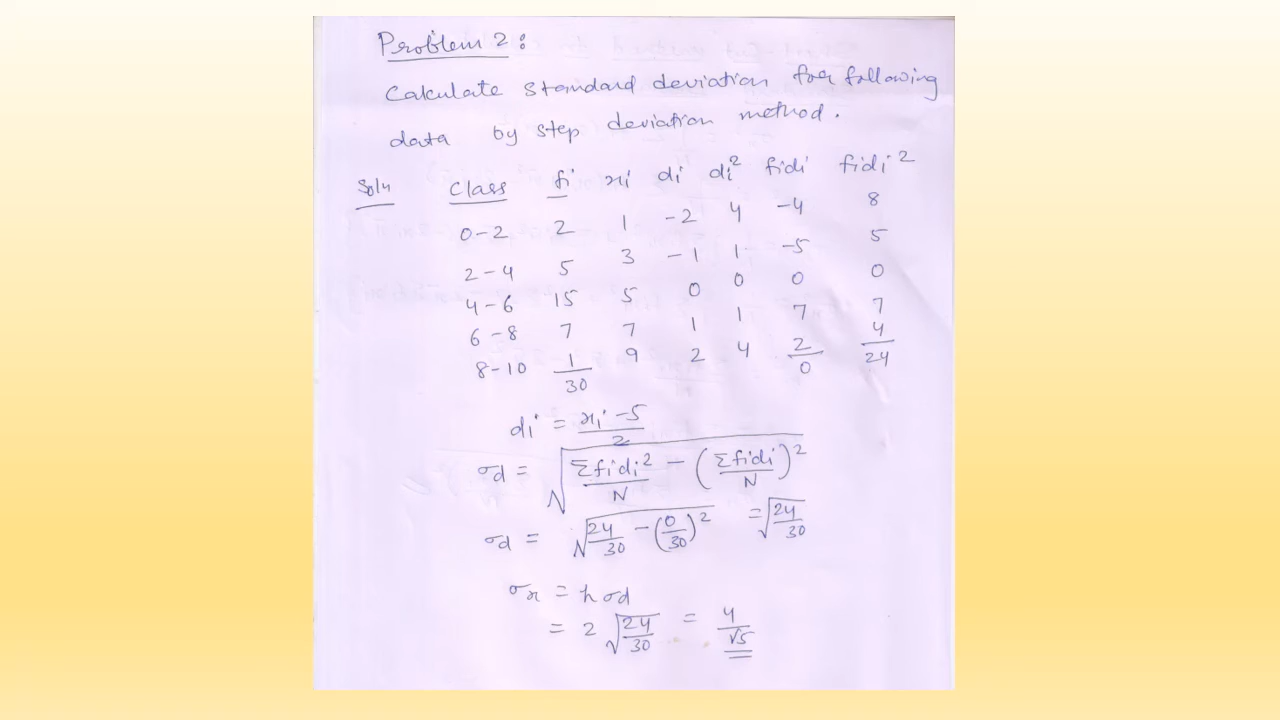 Problem 2:
Calculate standard deviation for following
data by step deviation method.
Soln Class fi xi di di² fidi fidi²
0-2 2 1 -2 4 -4 8
2-4 5 3 -1 1 -5 5
4-6 15 5 0 0 0 0
6-8 7 7 1 1 7 7
8-10 1 9 2 4 2 4
30 0 24
di = xi-5 / 2
σd = √(Σfidi²/N - (Σfidi/N)²)
σd = √(24/30 - (0/30)²) = √(24/30)
σx = h σd
= 2 √(24/30) = 4/√5